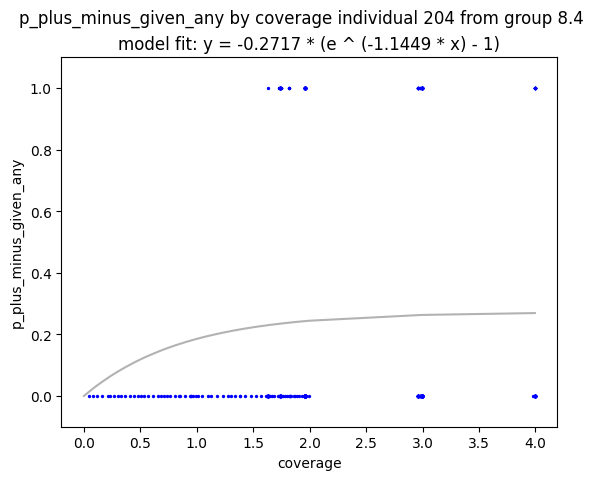 p_plus_minus_given_any by coverage individual 204 from group 8.4
model fit: y = -0.2717 * (e ^ (-1.1449 * x) - 1)
p_plus_minus_given_any
1.0
0.8
0.6
0.4
0.2
0.0
0.0 0.5 1.0 1.5 2.0 2.5 3.0 3.5 4.0
coverage